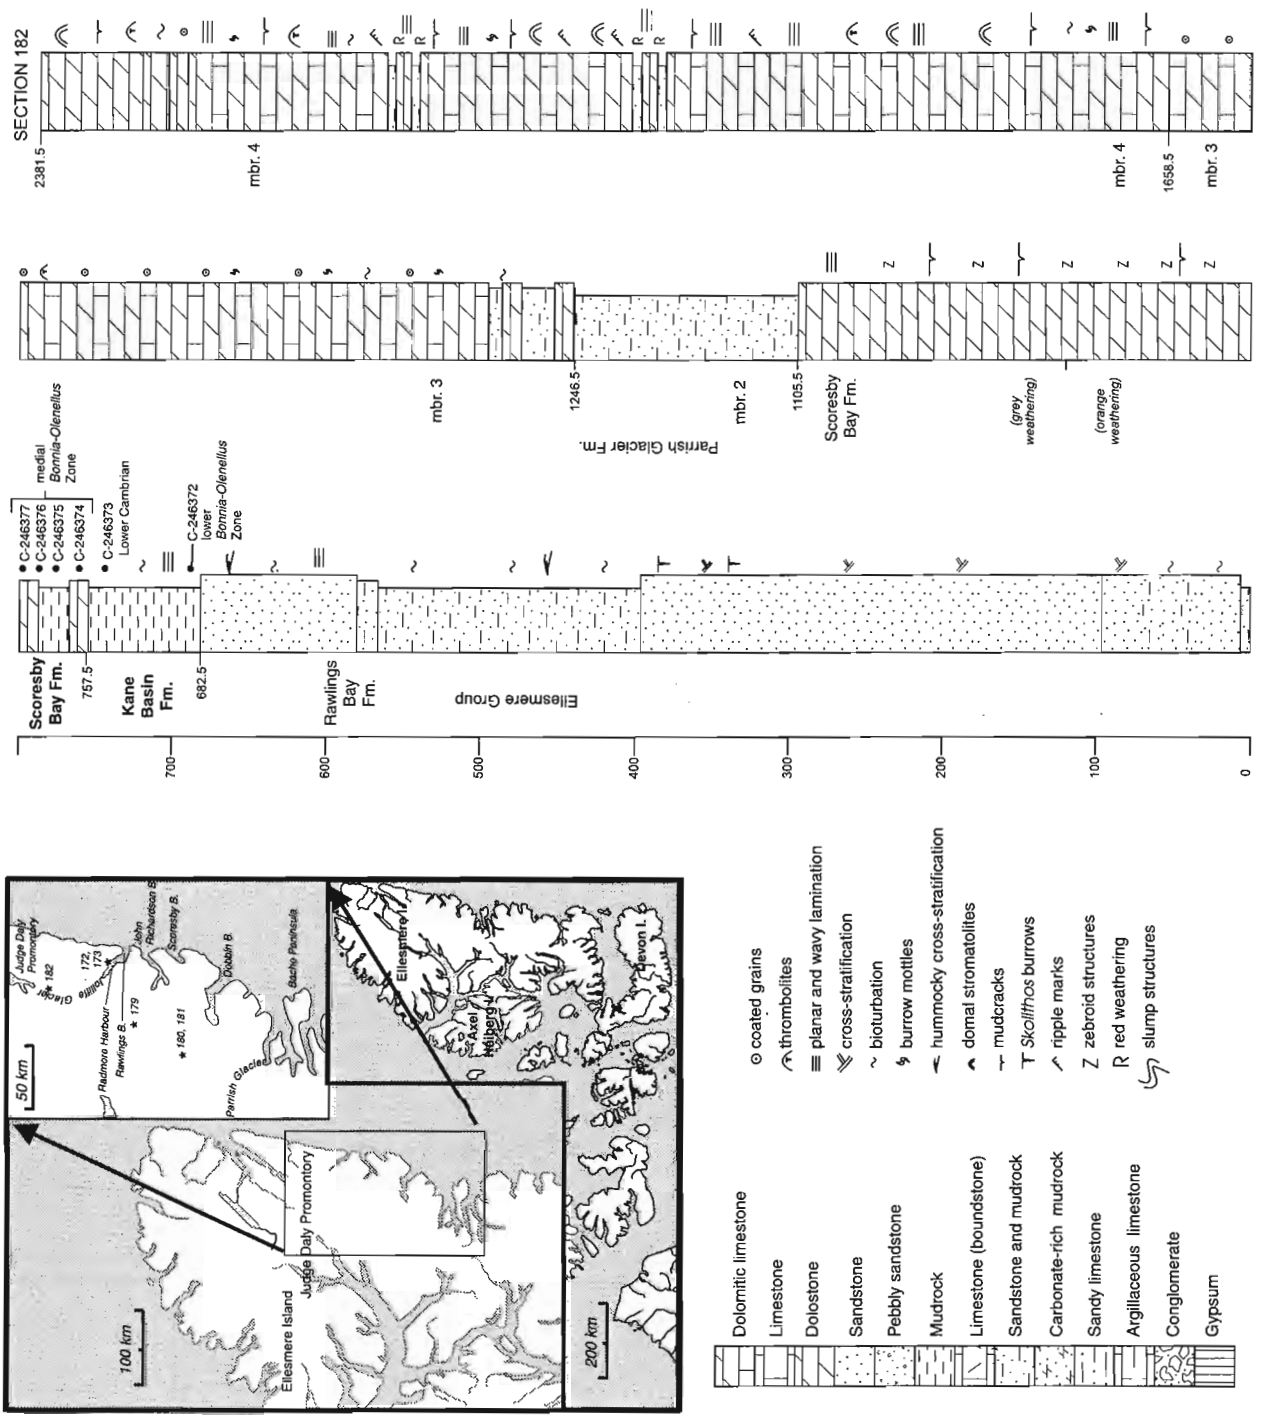 SECTION 182
2381.5
mbr. 4
R
R
R
R
mbr. 4
1658.5
mbr. 3
mbr. 3
1246.5
mbr. 2
1105.5
Parrish Glacier Fm.
Scoresby
Bay Fm.
(grey
weathering)
(orange
weathering)
Z
Z
Z
Z
Z
Z
C-246377
C-246376
C-246375
C-246374
medial
Bonnia-Olenellus
Zone
C-246373
Lower Cambrian
C-246372
lower
Bonnia-Olenellus
Zone
Scoresby
Bay Fm.
757.5
Kane
Basin
Fm.
682.5
Rawlings
Bay
Fm.
Ellesmere Group
700
600
500
400
300
200
100
0
50 km
Judge Daly
Promontory
182
Jolliffe Glacier
172,
173
John
Richardson B.
Scoresby B.
Radmore Harbour
Rawlings B.
179
180, 181
Dobbin B.
Parrish Glacier
Bache Peninsula
100 km
Ellesmere Island
Judge Daly Promontory
200 km
Ellesmere I.
Axel
Heiberg I.
Devon I.
coated grains
thrombolites
planar and wavy lamination
cross-stratification
bioturbation
burrow mottles
hummocky cross-stratification
domal stromatolites
mudcracks
Skolithos burrows
ripple marks
Z zebroid structures
R red weathering
slump structures
Dolomitic limestone
Limestone
Dolostone
Sandstone
Pebbly sandstone
Mudrock
Limestone (boundstone)
Sandstone and mudrock
Carbonate-rich mudrock
Sandy limestone
Argillaceous limestone
Conglomerate
Gypsum